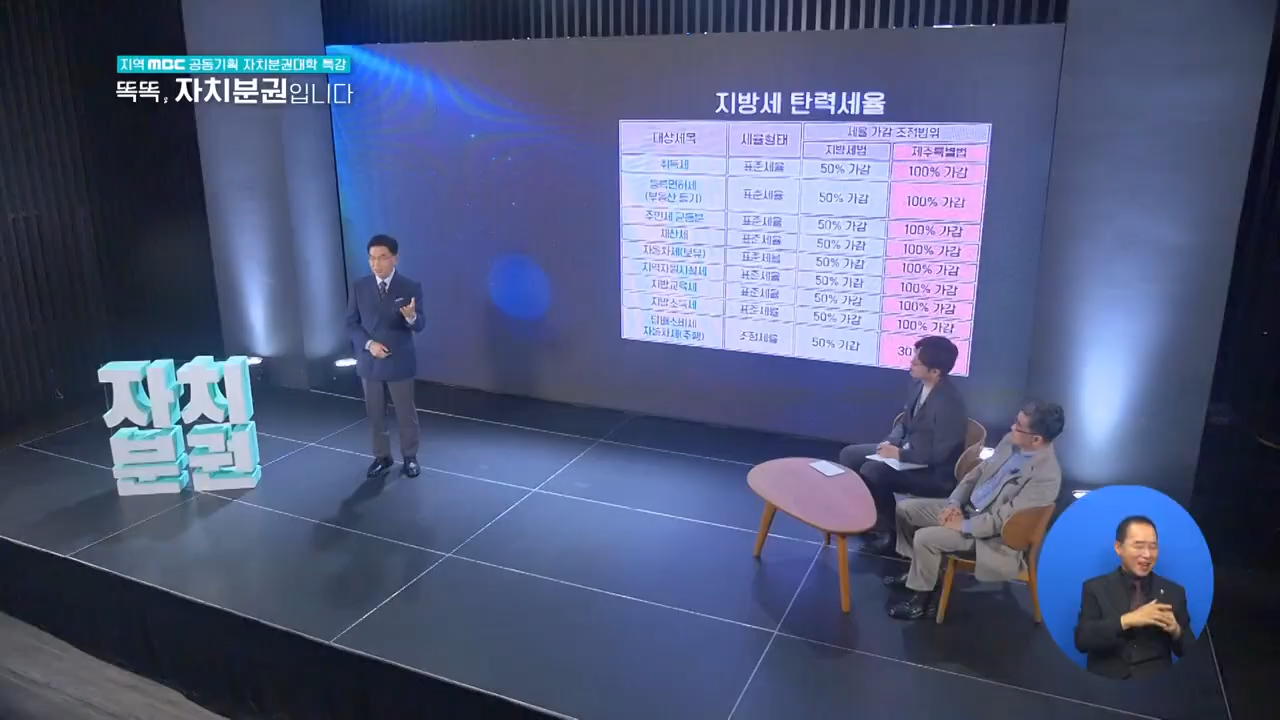 지역 MBC 공동기획 자치분권대학 특강
똑똑, 자치분권입니다
지방세 탄력세율
대상세목 세율형태 세율 가감 조정범위
지방세법 제주특별법
취득세 표준세율 50% 가감 100% 가감
등록면허세
(부동산 등기) 표준세율 50% 가감 100% 가감
주민세 균등분 표준세율 50% 가감 100% 가감
재산세 표준세율 50% 가감 100% 가감
자동차세(보유) 표준세율 50% 가감 100% 가감
지역자원시설세 표준세율 50% 가감 100% 가감
지방교육세 표준세율 50% 가감 100% 가감
지방소득세 표준세율 50% 가감 100% 가감
담배소비세
자동차세(주행) 조정세율 50% 가감
자치
분권